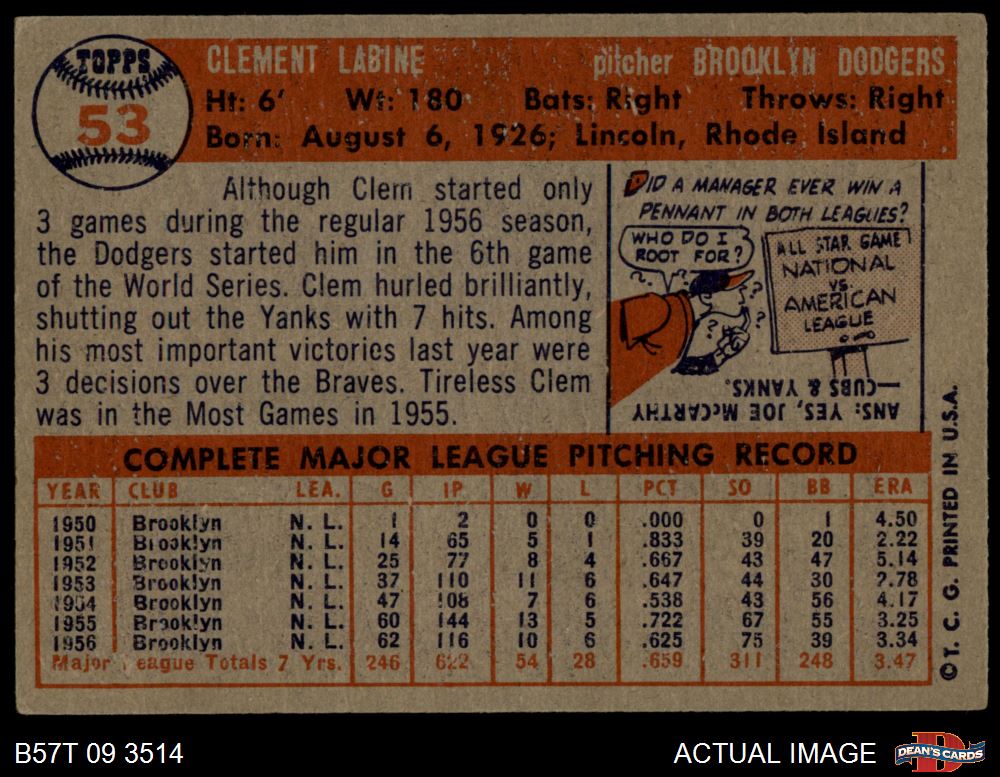 TOPPS
53
CLEMENT LABINE pitcher BROOKLYN DODGERS
Ht: 6' Wt: 180 Bats: Right Throws: Right
Born: August 6, 1926; Lincoln, Rhode Island
Although Clem started only
3 games during the regular 1956 season,
the Dodgers started him in the 6th game
of the World Series. Clem hurled brilliantly,
shutting out the Yanks with 7 hits. Among
his most important victories last year were
3 decisions over the Braves. Tireless Clem
was in the Most Games in 1955.
DID A MANAGER EVER WIN A
PENNANT IN BOTH LEAGUES?
WHO DO I
ROOT FOR?
ALL STAR GAME
NATIONAL
VS.
AMERICAN
LEAGUE
ANS: YES, JOE McCARTHY
—CUBS & YANKS.
COMPLETE MAJOR LEAGUE PITCHING RECORD
YEAR CLUB LEA. G IP W L PCT SO BB ERA
1950 Brooklyn N. L. 1 2 0 0 .000 0 1 4.50
1951 Brooklyn N. L. 14 65 5 1 .833 39 20 2.22
1952 Brooklyn N. L. 25 77 8 4 .667 43 47 5.14
1953 Brooklyn N. L. 37 110 11 6 .647 44 30 2.78
1954 Brooklyn N. L. 47 108 7 6 .538 43 56 4.17
1955 Brooklyn N. L. 60 144 13 5 .722 67 55 3.25
1956 Brooklyn N. L. 62 116 10 6 .625 75 39 3.34
Major League Totals 7 Yrs. 246 622 54 28 .659 311 248 3.47
© T. C. G. PRINTED IN U.S.A.
B57T 09 3514 ACTUAL IMAGE DEAN'S CARDS